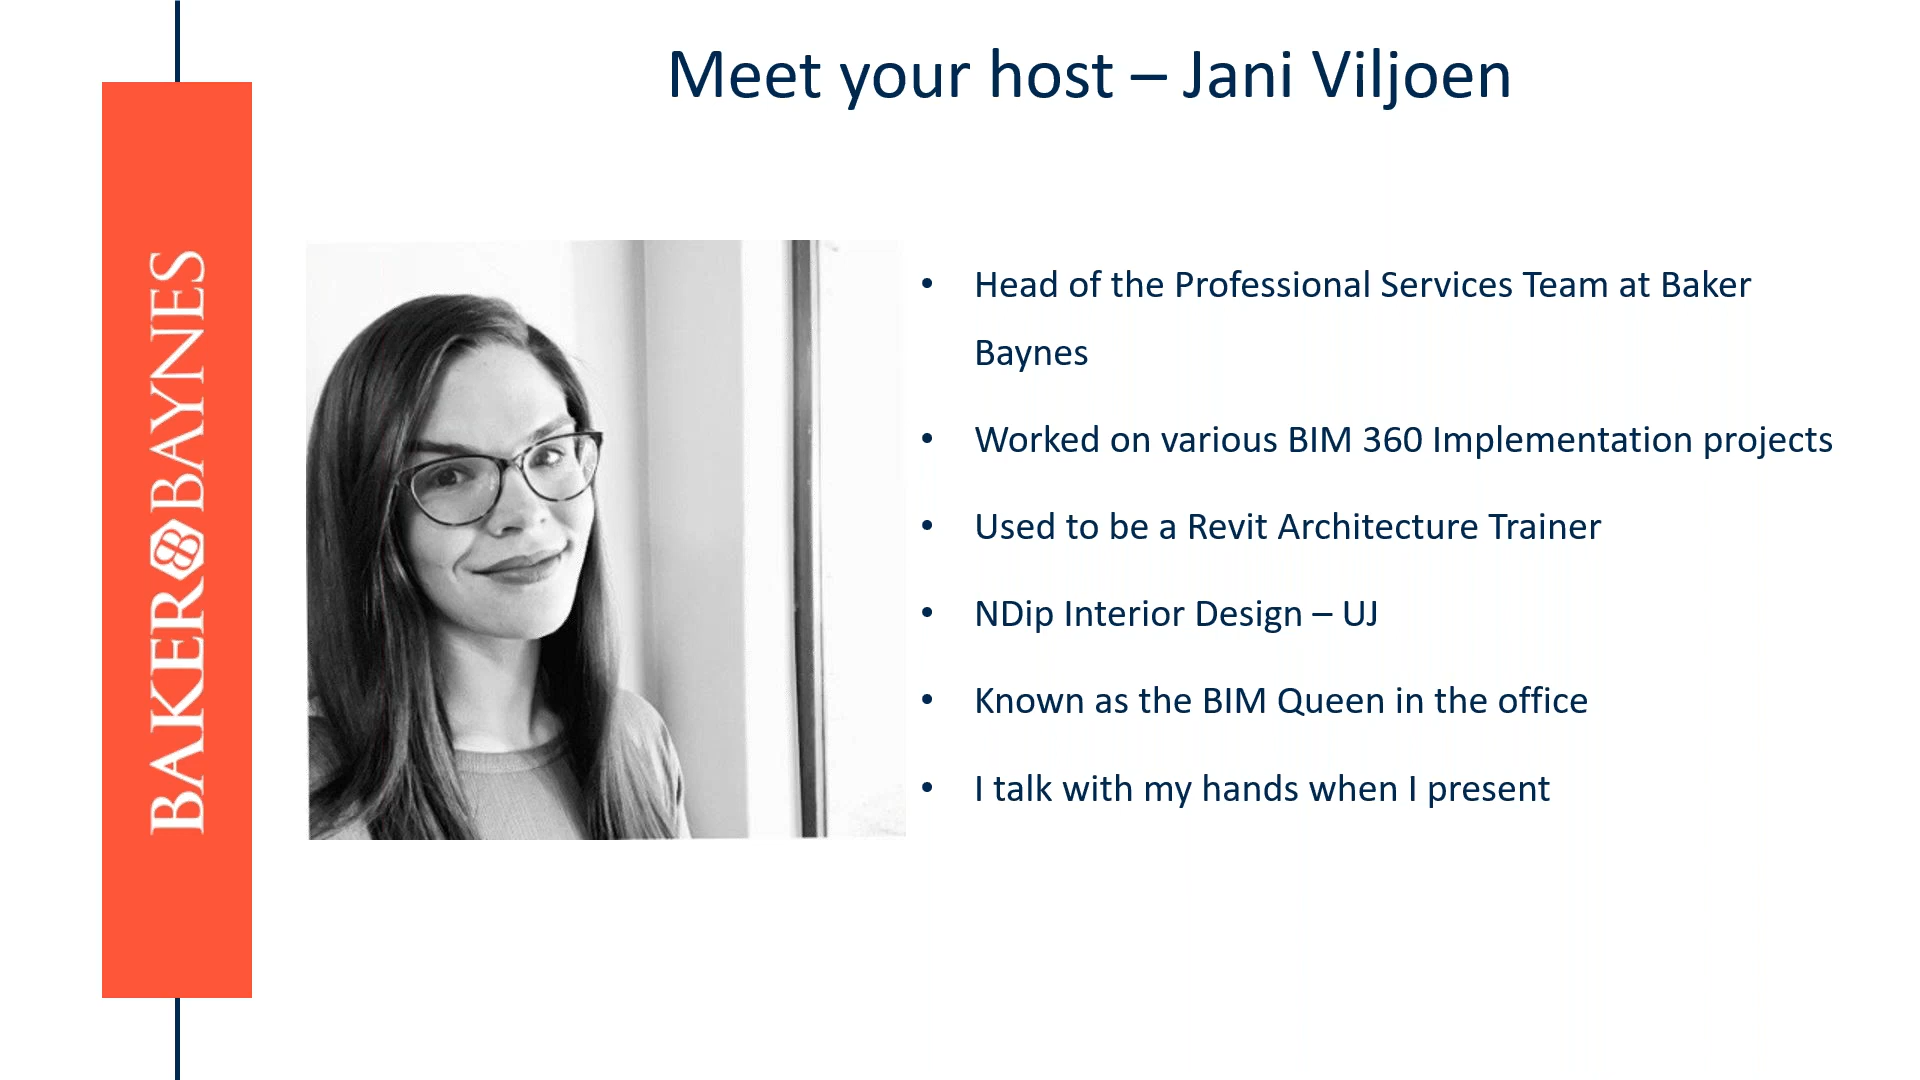 Meet your host – Jani Viljoen
BAKER BAYNES
• Head of the Professional Services Team at Baker
Baynes
• Worked on various BIM 360 Implementation projects
• Used to be a Revit Architecture Trainer
• NDip Interior Design – UJ
• Known as the BIM Queen in the office
• I talk with my hands when I present